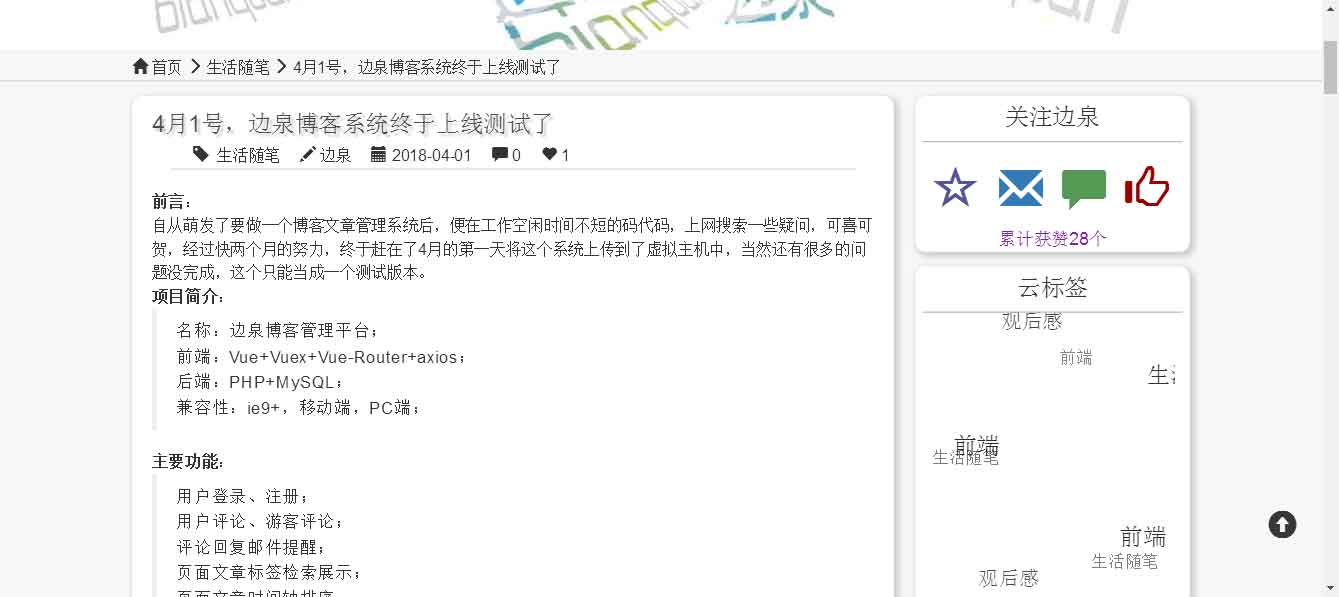 首页 生活随笔 4月1号，边泉博客系统终于上线测试了
4月1号，边泉博客系统终于上线测试了
生活随笔 边泉 2018-04-01 0 1
前言：
自从萌发了要做一个博客文章管理系统后，便在工作空闲时间不短的码代码，上网搜索一些疑问，可喜可
贺，经过快两个月的努力，终于赶在了4月的第一天将这个系统上传到了虚拟主机中，当然还有很多的问
题没完成，这个只能当成一个测试版本。
项目简介：
名称：边泉博客管理平台；
前端：Vue+Vuex+Vue-Router+axios；
后端：PHP+MySQL；
兼容性：ie9+，移动端，PC端；
主要功能：
用户登录、注册；
用户评论、游客评论；
评论回复邮件提醒；
页面文章标签检索展示；
页面文章时间轴排序
关注边泉
累计获赞28个
云标签
观后感
前端
生
前端
生活随笔
前端
生活随笔
观后感